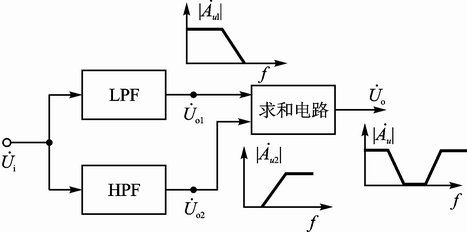 |Ȧu1|
f
LPF
U̇o1
求和电路
U̇o
U̇i
|Ȧu2|
f
|Ȧu|
f
HPF
U̇o2